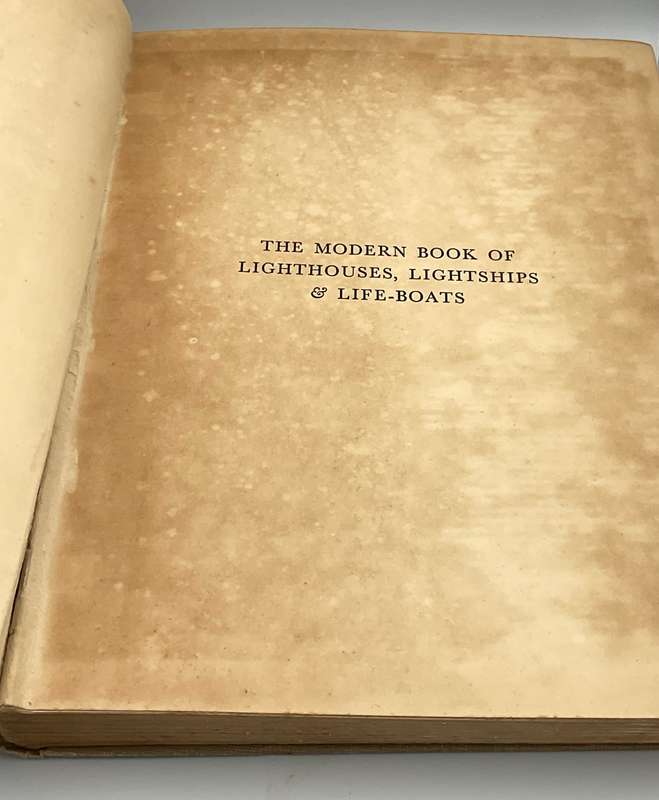 THE MODERN BOOK OF
LIGHTHOUSES, LIGHTSHIPS
& LIFE-BOATS